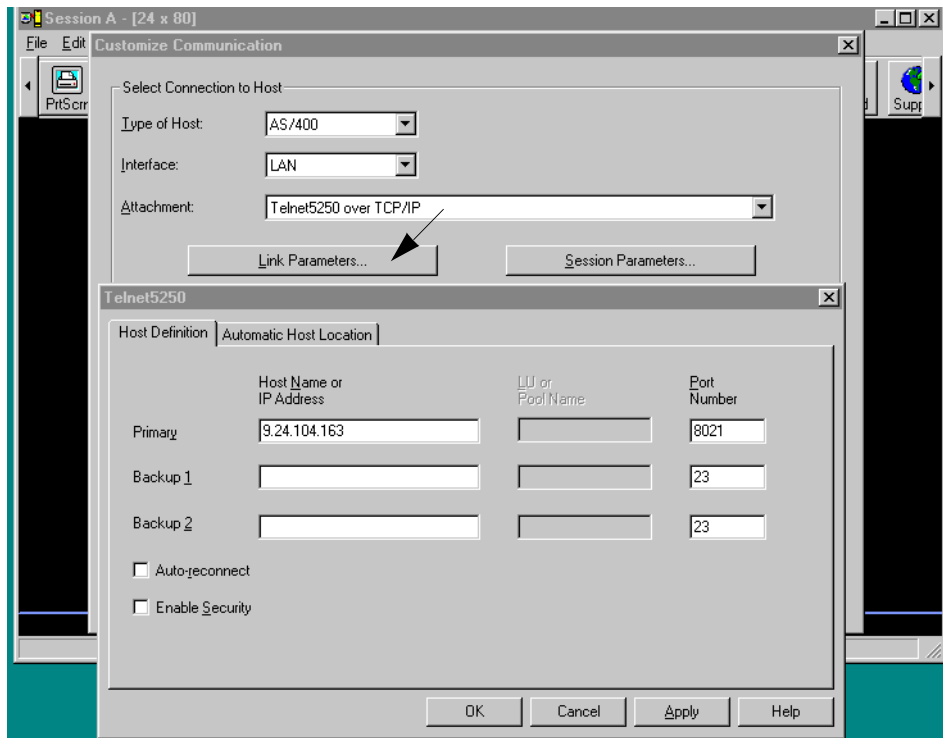 Session A - [24 x 80]
File Edit
Customize Communication
PrtScrn
Supp
Select Connection to Host
Type of Host: AS/400
Interface: LAN
Attachment: Telnet5250 over TCP/IP
Link Parameters... Session Parameters...
Telnet5250
Host Definition Automatic Host Location
Host Name or IP Address LU or Pool Name Port Number
Primary 9.24.104.163 8021
Backup 1 23
Backup 2 23
Auto-reconnect
Enable Security
OK Cancel Apply Help